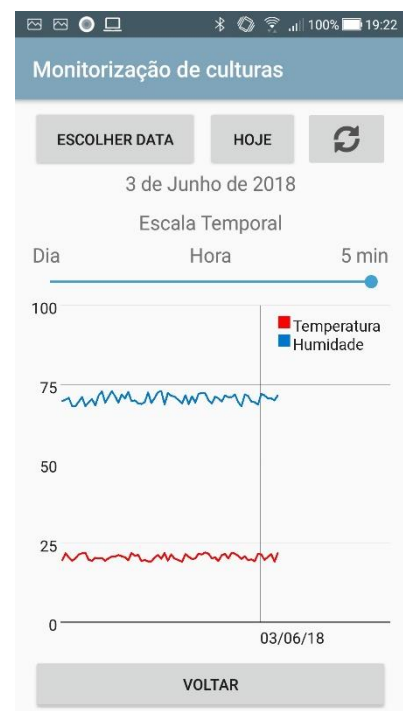 100% 19:22
Monitorização de culturas
ESCOLHER DATA HOJE
3 de Junho de 2018
Escala Temporal
Dia Hora 5 min
100
Temperatura
Humidade
75
50
25
0
03/06/18
VOLTAR